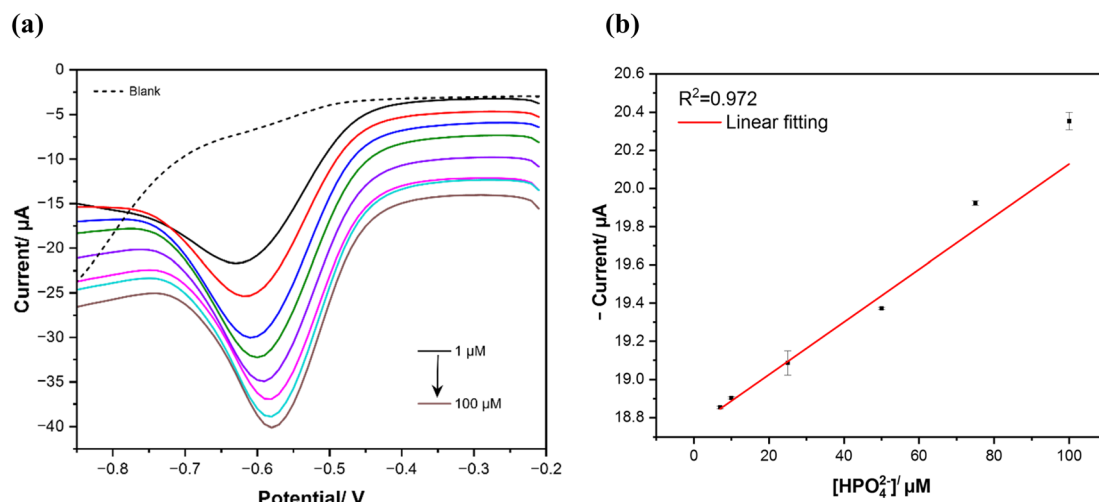 (a)
(b)
0
−5
−10
−15
−20
−25
−30
−35
−40
Current/ µA
Blank
1 µM
100 µM
−0.8
−0.7
−0.6
−0.5
−0.4
−0.3
−0.2
Potential/ V
20.6
20.4
20.2
20.0
19.8
19.6
19.4
19.2
19.0
18.8
− Current/ µA
R²=0.972
Linear fitting
0
20
40
60
80
100
[HPO₄²⁻]/ µM